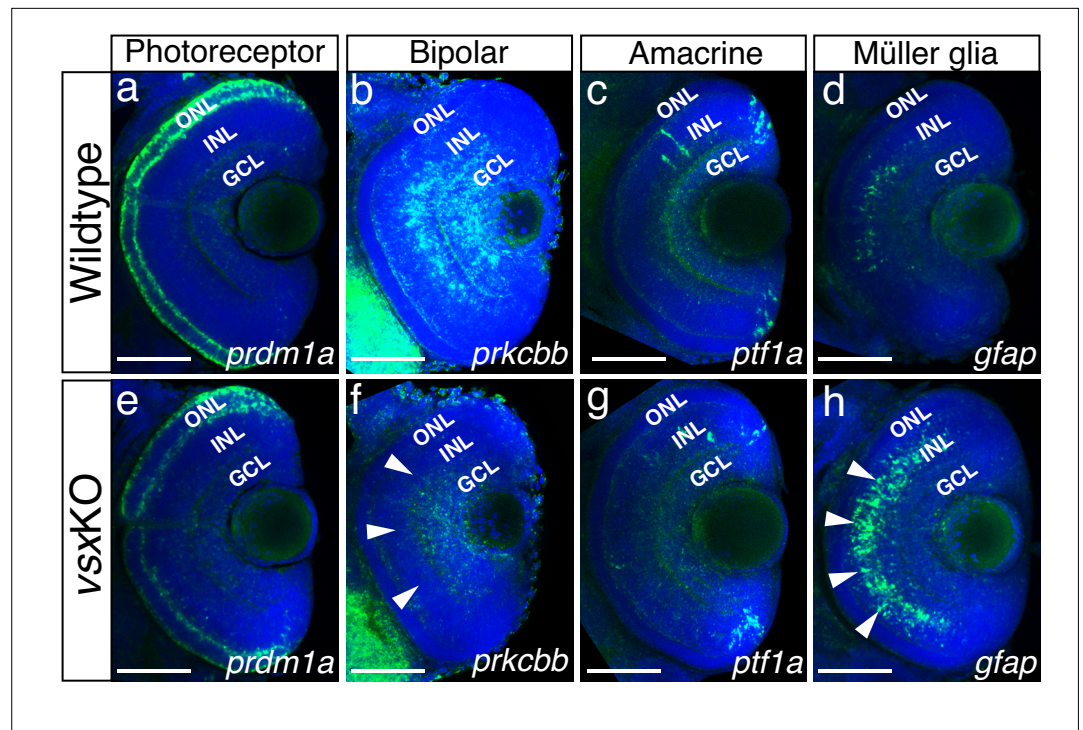 Photoreceptor Bipolar Amacrine Müller glia
Wildtype
a ONL INL GCL prdm1a
b ONL INL GCL prkcbb
c ONL INL GCL ptf1a
d ONL INL GCL gfap
vsxKO
e ONL INL GCL prdm1a
f ONL INL GCL prkcbb
g ONL INL GCL ptf1a
h ONL INL GCL gfap